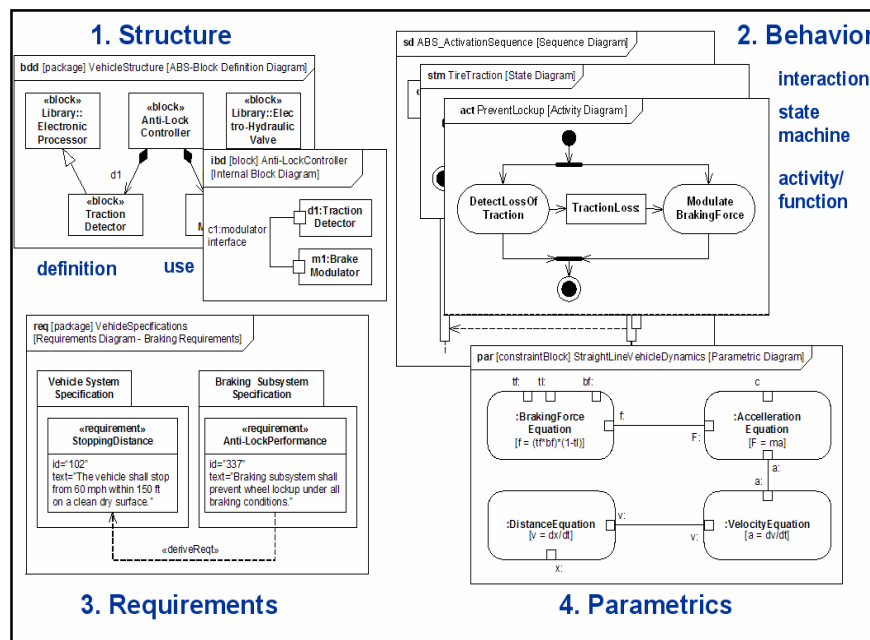 1. Structure
bdd [package] VehicleStructure [ABS-Block Definition Diagram]
«block»
Library::
Electronic
Processor
«block»
Anti-Lock
Controller
«block»
Library::Elec
tro-Hydraulic
Valve
d1
«block»
Traction
Detector
ibd [block] Anti-LockController
[Internal Block Diagram]
c1:modulator
interface
d1:Traction
Detector
m1:Brake
Modulator
definition
use
2. Behavior
sd ABS_ActivationSequence [Sequence Diagram]
stm TireTraction [State Diagram]
act PreventLockup [Activity Diagram]
DetectLossOf
Traction
TractionLoss:
Modulate
BrakingForce
interaction
state
machine
activity/
function
req [package] VehicleSpecifications
[Requirements Diagram - Braking Requirements]
Vehicle System
Specification
«requirement»
StoppingDistance
id="102"
text="The vehicle shall stop
from 60 mph within 150 ft
on a clean dry surface."
Braking Subsystem
Specification
«requirement»
Anti-LockPerformance
id="337"
text="Braking subsystem shall
prevent wheel lockup under all
braking conditions."
«deriveReqt»
3. Requirements
par [constraintBlock] StraightLineVehicleDynamics [Parametric Diagram]
tf:
tl:
bf:
c
:BrakingForce
Equation
[f = (tf*bf)*(1-tl)]
f:
F:
:Accelleration
Equation
[F = ma]
a:
a:
:DistanceEquation
[v = dx/dt]
v:
v:
:VelocityEquation
[a = dv/dt]
x:
4. Parametrics